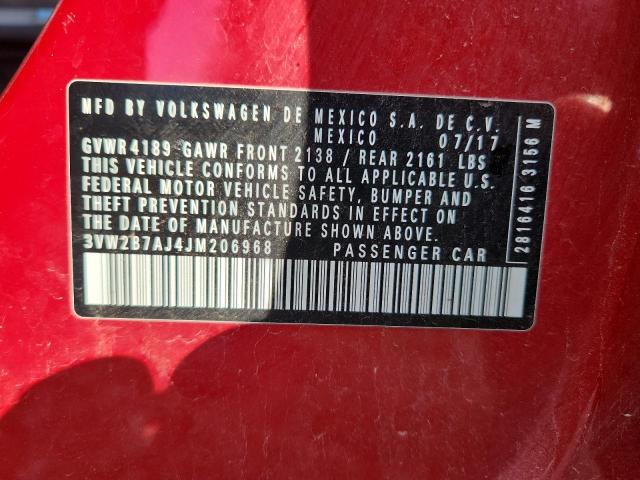 MFD BY VOLKSWAGEN DE MEXICO S.A. DE C.V.
MEXICO 07/17
GVWR4189 GAWR FRONT 2138 / REAR 2161 LBS
THIS VEHICLE CONFORMS TO ALL APPLICABLE U.S.
FEDERAL MOTOR VEHICLE SAFETY, BUMPER AND
THEFT PREVENTION STANDARDS IN EFFECT ON
THE DATE OF MANUFACTURE SHOWN ABOVE.
3VW2B7AJ4JM206968 PASSENGER CAR
2816416 3156 M